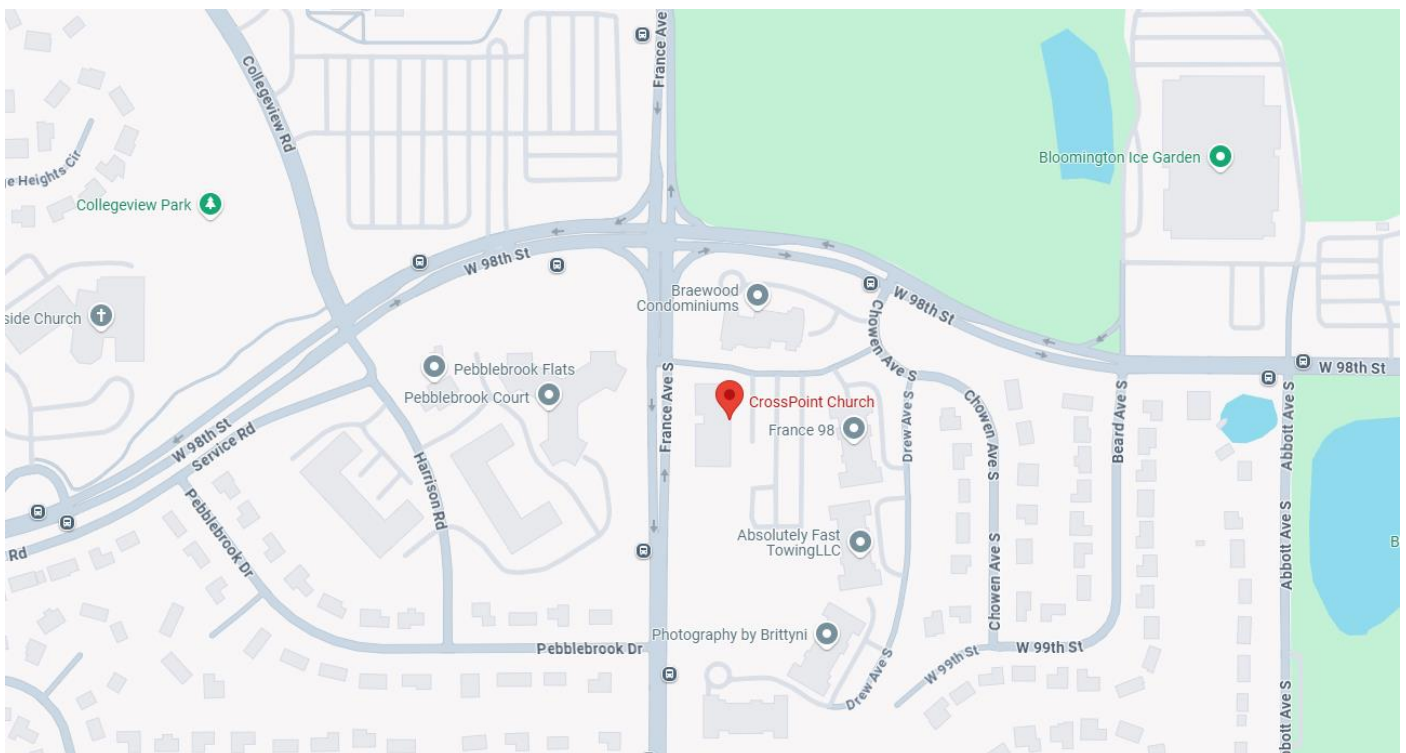 France Ave
Collegeview Rd
e Heights Cir
Collegeview Park
Bloomington Ice Garden
W 98th St
Braewood
Condominiums
W 98th St
side Church
Chowen Ave S
W 98th St
Pebblebrook Flats
Pebblebrook Court
France Ave S
CrossPoint Church
France 98
Drew Ave S
Chowen Ave S
Beard Ave S
Abbott Ave S
W 98th St
Service Rd
Harrison Rd
Pebblebrook Dr
Rd
Absolutely Fast
TowingLLC
Chowen Ave S
Abbott Ave S
B
Photography by Brittyni
Pebblebrook Dr
W 99th St
W 99th St
Drew Ave S
Abbott Ave S